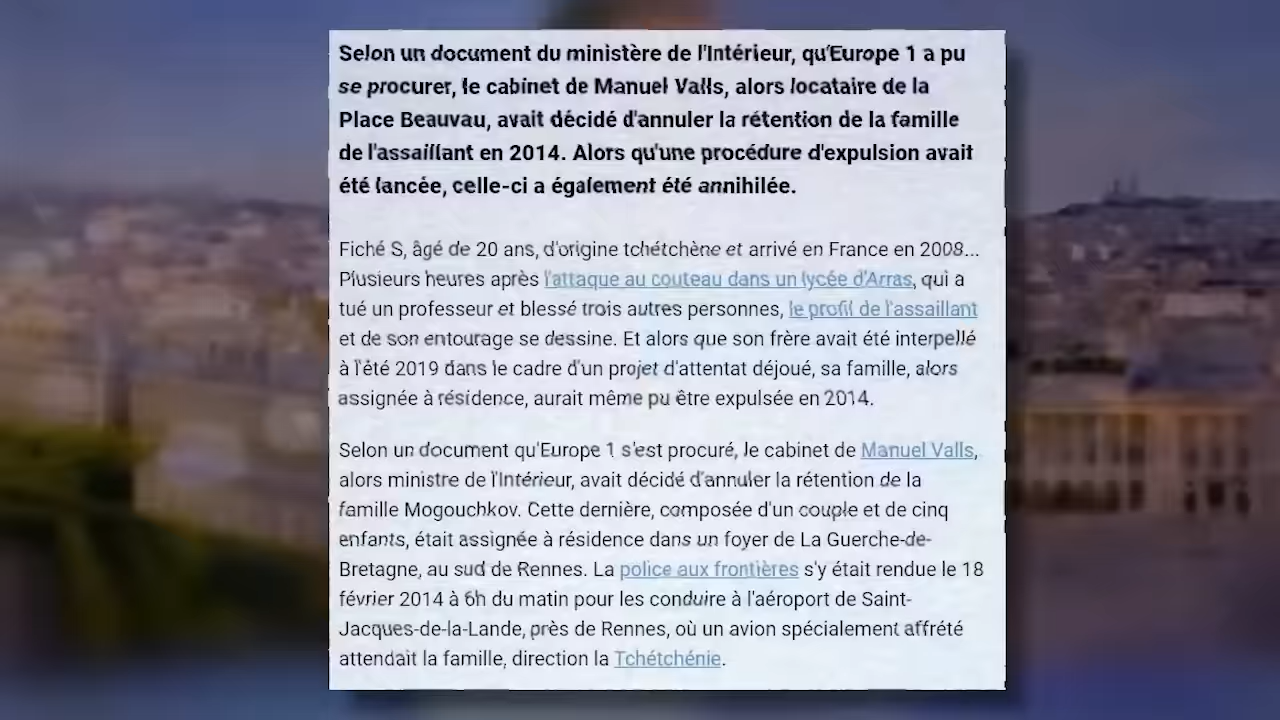 Selon un document du ministère de l'Intérieur, qu'Europe 1 a pu
se procurer, le cabinet de Manuel Valls, alors locataire de la
Place Beauvau, avait décidé d'annuler la rétention de la famille
de l'assaillant en 2014. Alors qu'une procédure d'expulsion avait
été lancée, celle-ci a également été annihilée.
Fiché S, âgé de 20 ans, d'origine tchétchène et arrivé en France en 2008...
Plusieurs heures après l'attaque au couteau dans un lycée d'Arras, qui a
tué un professeur et blessé trois autres personnes, le profil de l'assaillant
et de son entourage se dessine. Et alors que son frère avait été interpellé
à l'été 2019 dans le cadre d'un projet d'attentat déjoué, sa famille, alors
assignée à résidence, aurait même pu être expulsée en 2014.
Selon un document qu'Europe 1 s'est procuré, le cabinet de Manuel Valls,
alors ministre de l'Intérieur, avait décidé d'annuler la rétention de la
famille Mogouchkov. Cette dernière, composée d'un couple et de cinq
enfants, était assignée à résidence dans un foyer de La Guerche-de-
Bretagne, au sud de Rennes. La police aux frontières s'y était rendue le 18
février 2014 à 6h du matin pour les conduire à l'aéroport de Saint-
Jacques-de-la-Lande, près de Rennes, où un avion spécialement affrété
attendait la famille, direction la Tchétchénie.